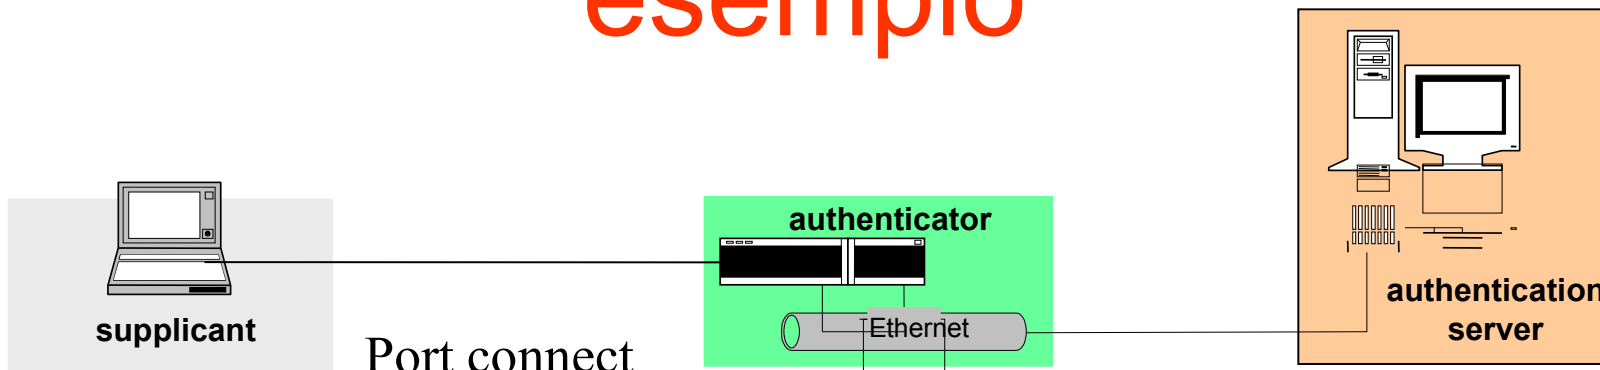 esempio
authenticator
Ethernet
supplicant
Port connect
authentication
server